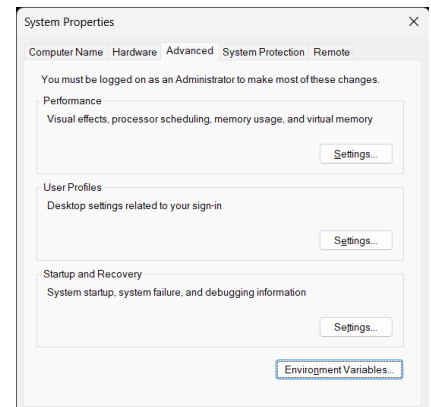 System Properties
Computer Name Hardware Advanced System Protection Remote
You must be logged on as an Administrator to make most of these changes.
Performance
Visual effects, processor scheduling, memory usage, and virtual memory
Settings...
User Profiles
Desktop settings related to your sign-in
Settings...
Startup and Recovery
System startup, system failure, and debugging information
Settings...
Environment Variables...